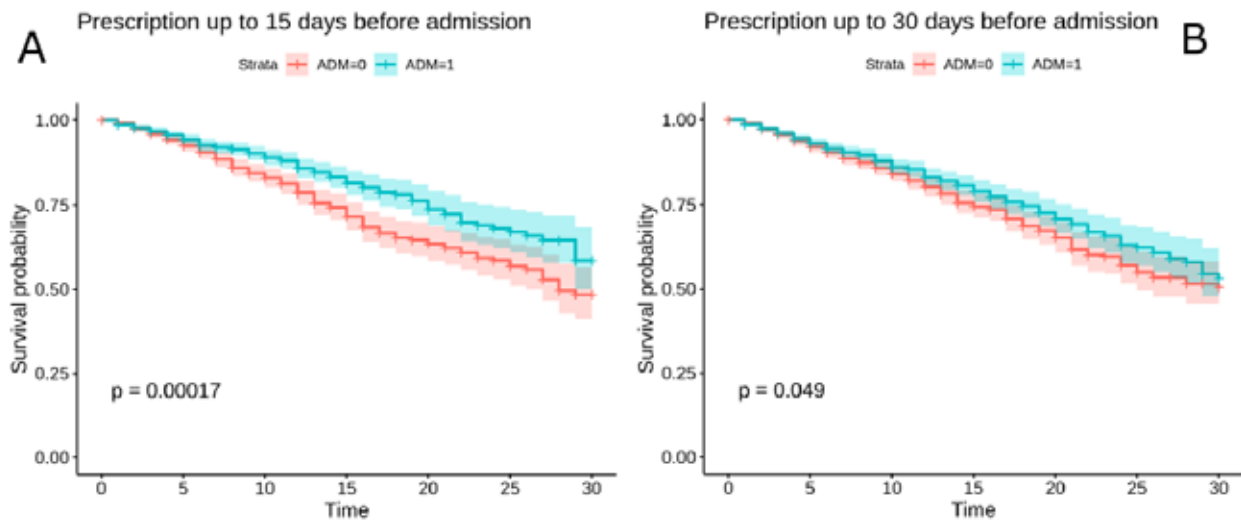 A
Prescription up to 15 days before admission
Strata ADM=0 ADM=1
Survival probability
1.00
0.75
0.50
0.25
0.00
p = 0.00017
0 5 10 15 20 25 30
Time
Prescription up to 30 days before admission
B
Strata ADM=0 ADM=1
Survival probability
1.00
0.75
0.50
0.25
0.00
p = 0.049
0 5 10 15 20 25 30
Time